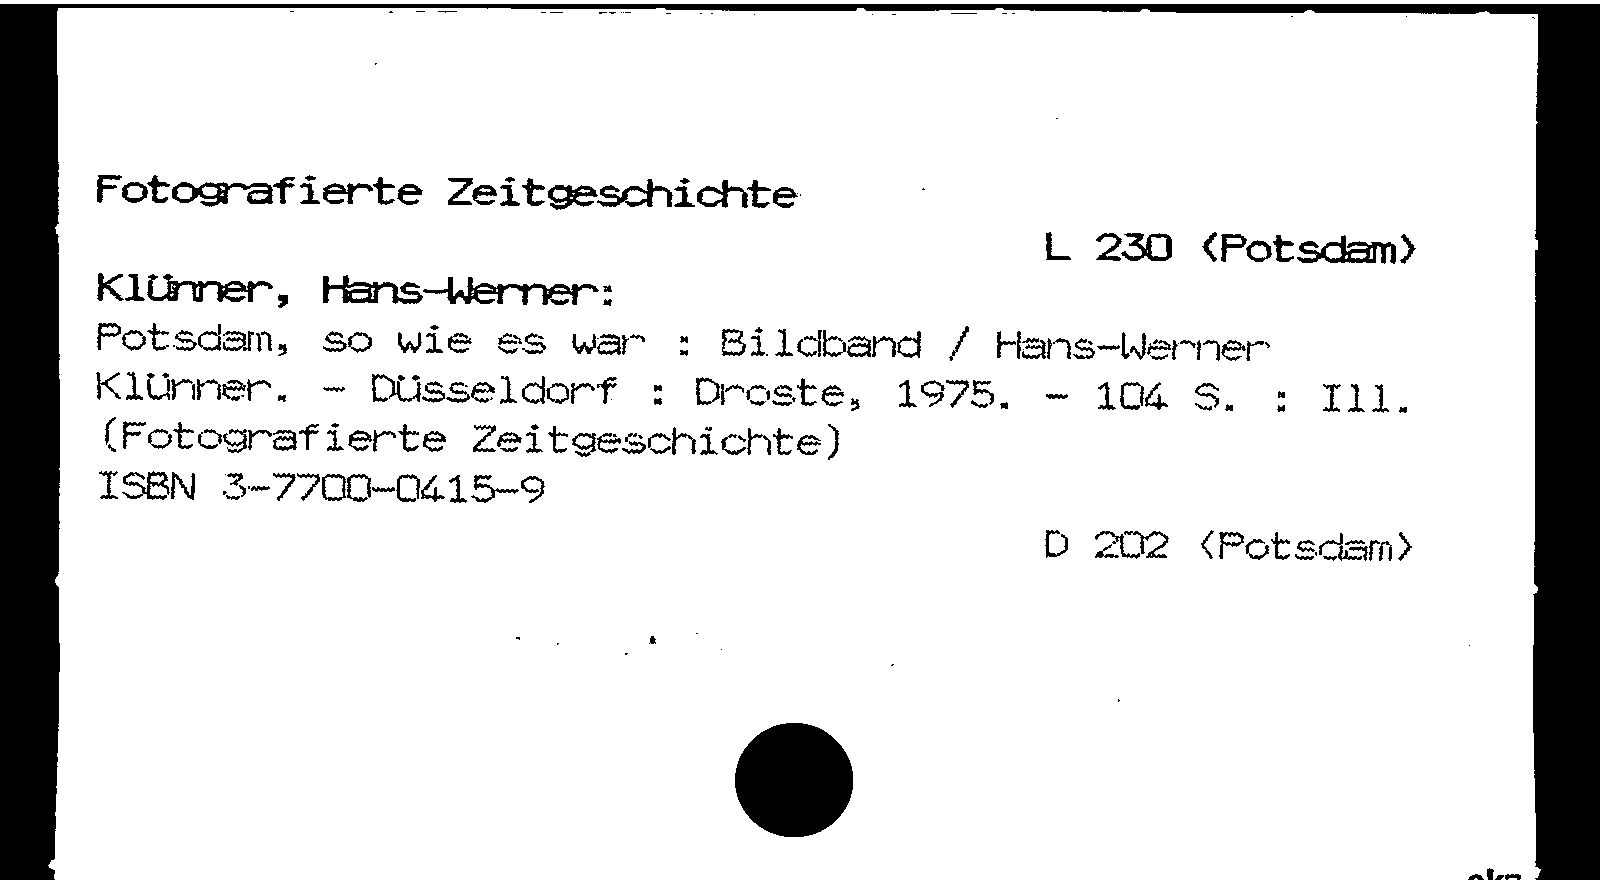 Fotografierte Zeitgeschichte
L 230 <Potsdam>
Klünner, Hans-Werner:
Potsdam, so wie es war : Bildband / Hans-Werner
Klünner. - Düsseldorf : Droste, 1975. - 104 S. : Ill.
(Fotografierte Zeitgeschichte)
ISBN 3-7700-0415-9
D 202 <Potsdam>